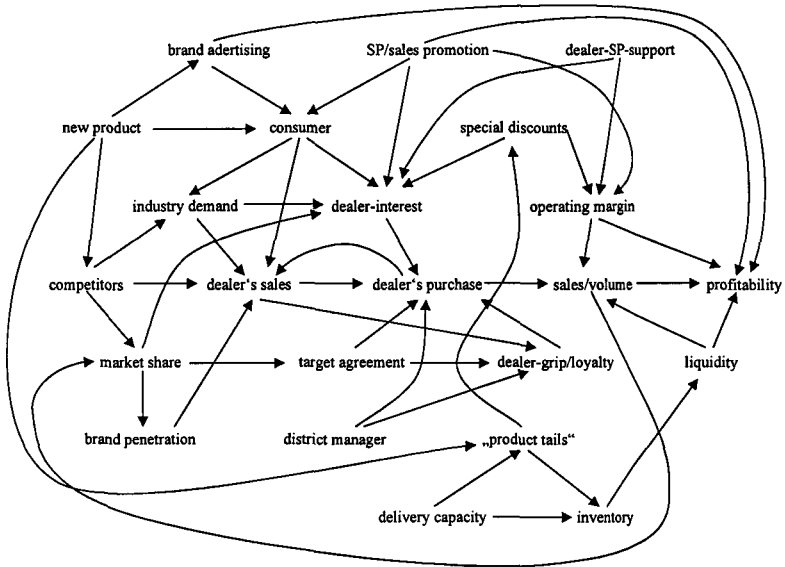 brand adertising SP/sales promotion dealer-SP-support
new product consumer special discounts
industry demand dealer-interest operating margin
competitors dealer's sales dealer's purchase sales/volume profitability
market share target agreement dealer-grip/loyalty liquidity
brand penetration district manager „product tails“
delivery capacity inventory